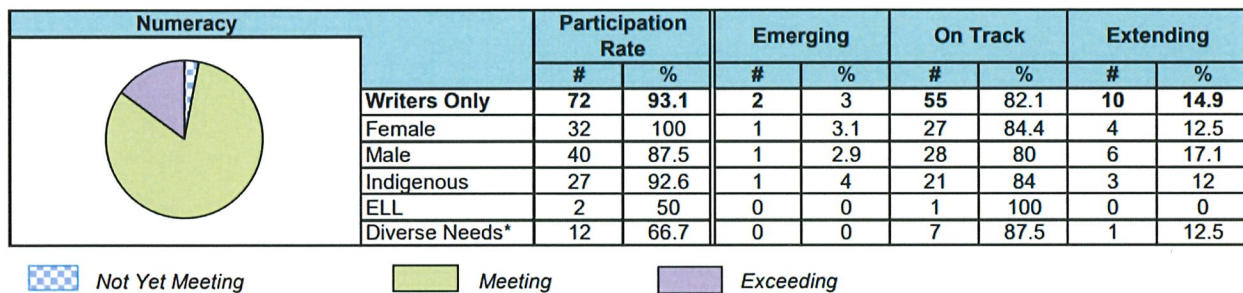 Numeracy Participation Rate Emerging On Track Extending
# % # % # % # %
Writers Only 72 93.1 2 3 55 82.1 10 14.9
Female 32 100 1 3.1 27 84.4 4 12.5
Male 40 87.5 1 2.9 28 80 6 17.1
Indigenous 27 92.6 1 4 21 84 3 12
ELL 2 50 0 0 1 100 0 0
Diverse Needs* 12 66.7 0 0 7 87.5 1 12.5
Not Yet Meeting Meeting Exceeding